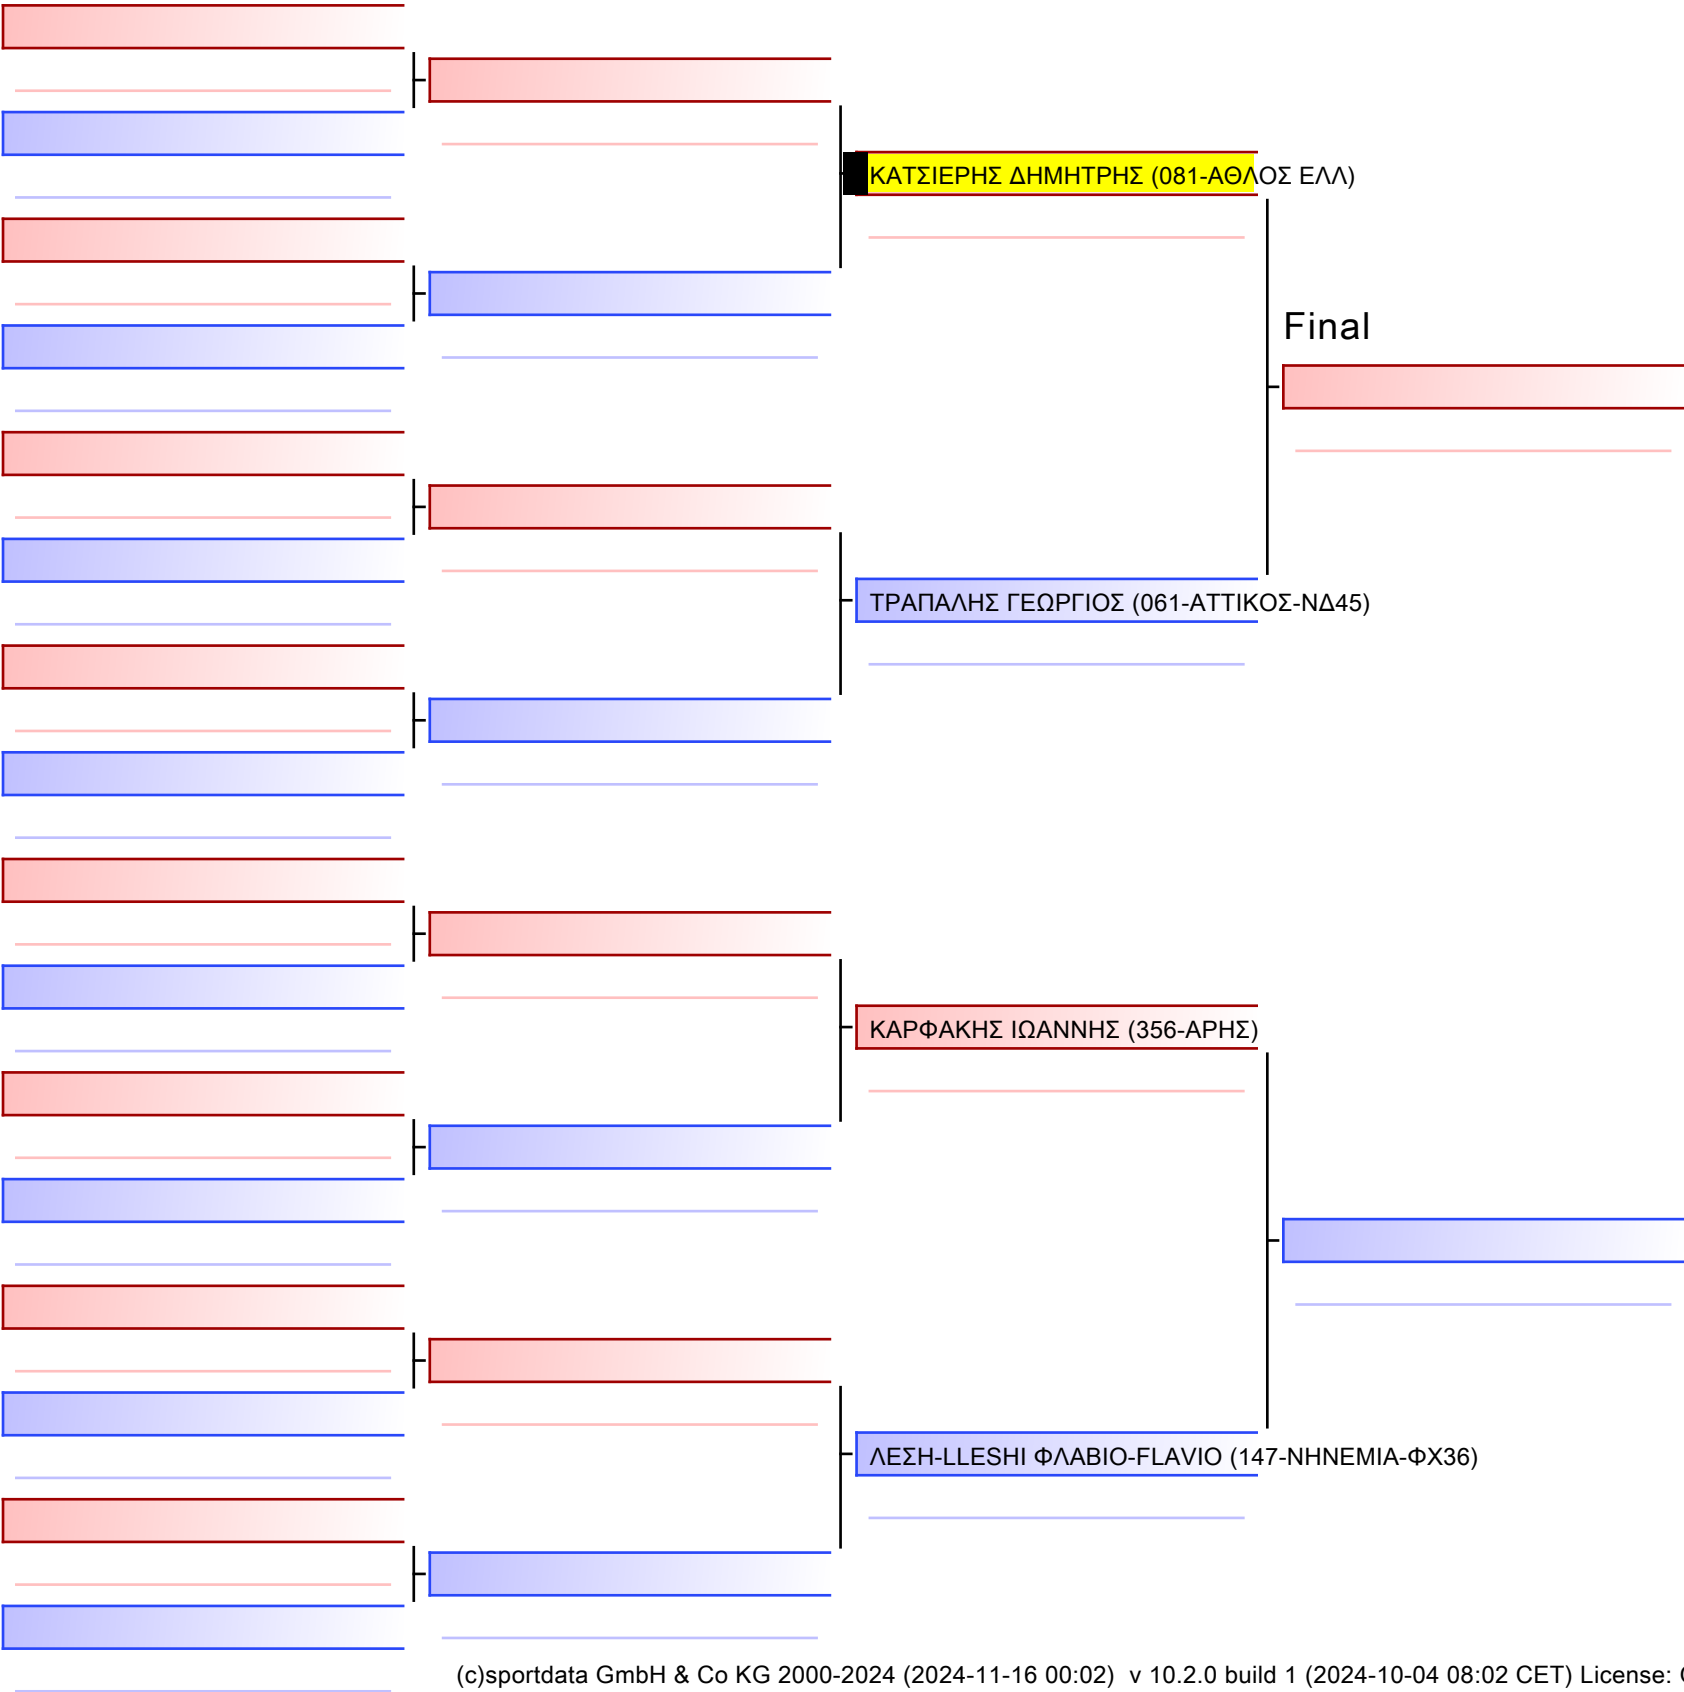 ΚΑΤΣΙΕΡΗΣ ΔΗΜΗΤΡΗΣ (081-ΑΘΛΟΣ ΕΛΛ)
Final
ΤΡΑΠΑΛΗΣ ΓΕΩΡΓΙΟΣ (061-ΑΤΤΙΚΟΣ-ΝΔ45)
ΚΑΡΦΑΚΗΣ ΙΩΑΝΝΗΣ (356-ΑΡΗΣ)
ΛΕΣΗ-LLESHI ΦΛΑΒΙΟ-FLAVIO (147-ΝΗΝΕΜΙΑ-ΦΧ36)
(c)sportdata GmbH & Co KG 2000-2024 (2024-11-16 00:02) v 10.2.0 build 1 (2024-10-04 08:02 CET) License: